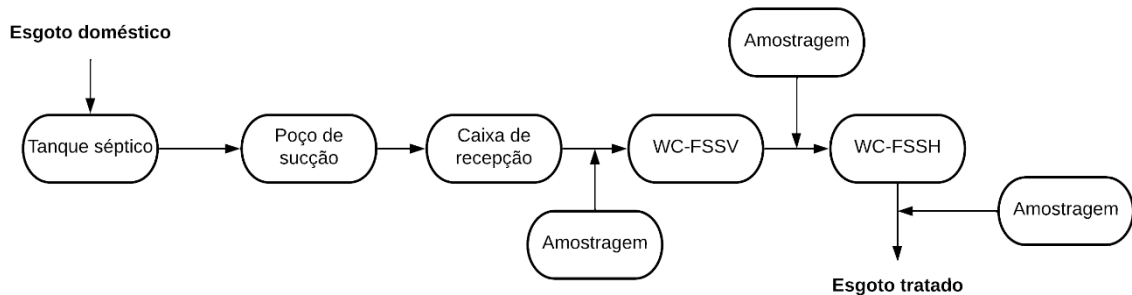 Esgoto doméstico
Amostragem
Tanque séptico
Poço de
sucção
Caixa de
recepção
WC-FSSV
WC-FSSH
Amostragem
Amostragem
Esgoto tratado